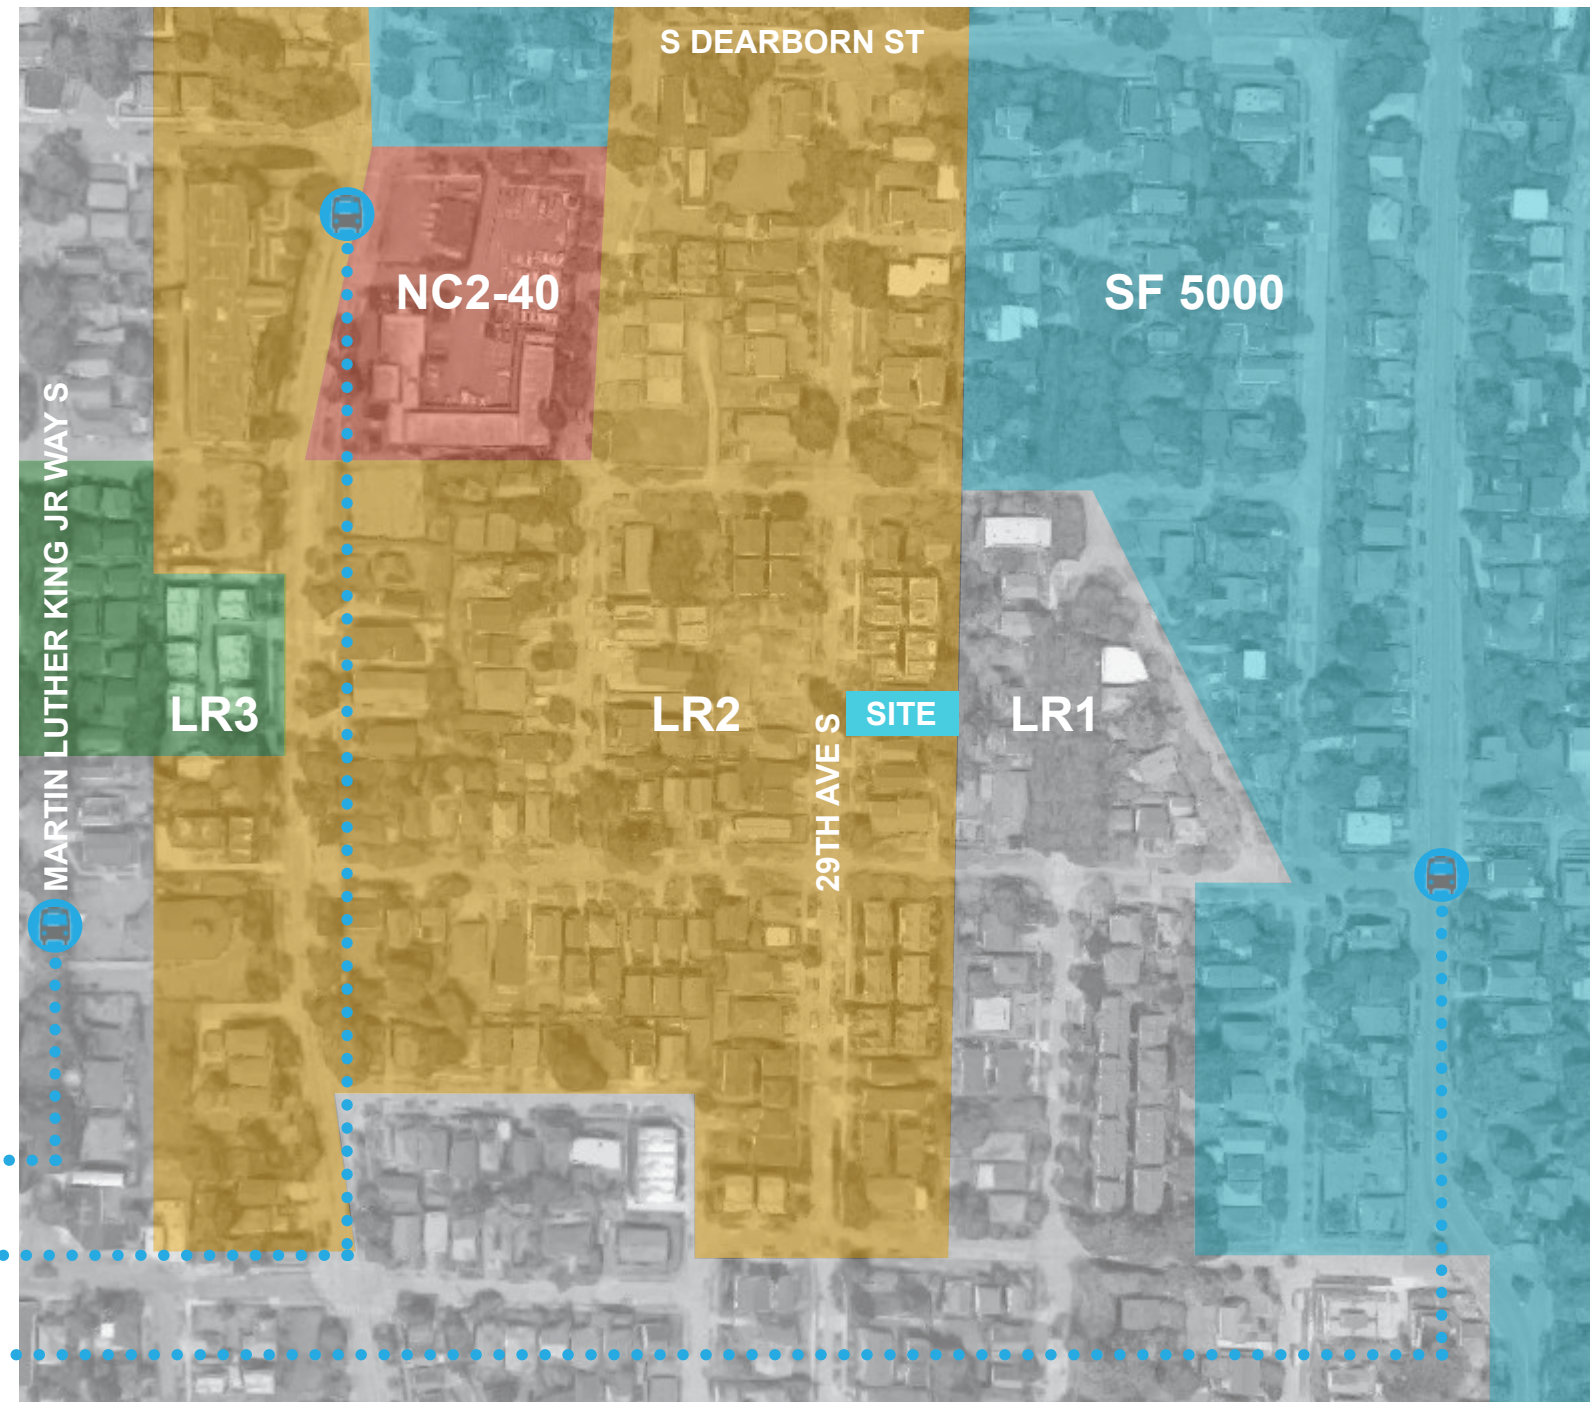 S DEARBORN ST
NC2-40
SF 5000
MARTIN LUTHER KING JR WAY S
LR3
LR2
29TH AVE S
SITE
LR1